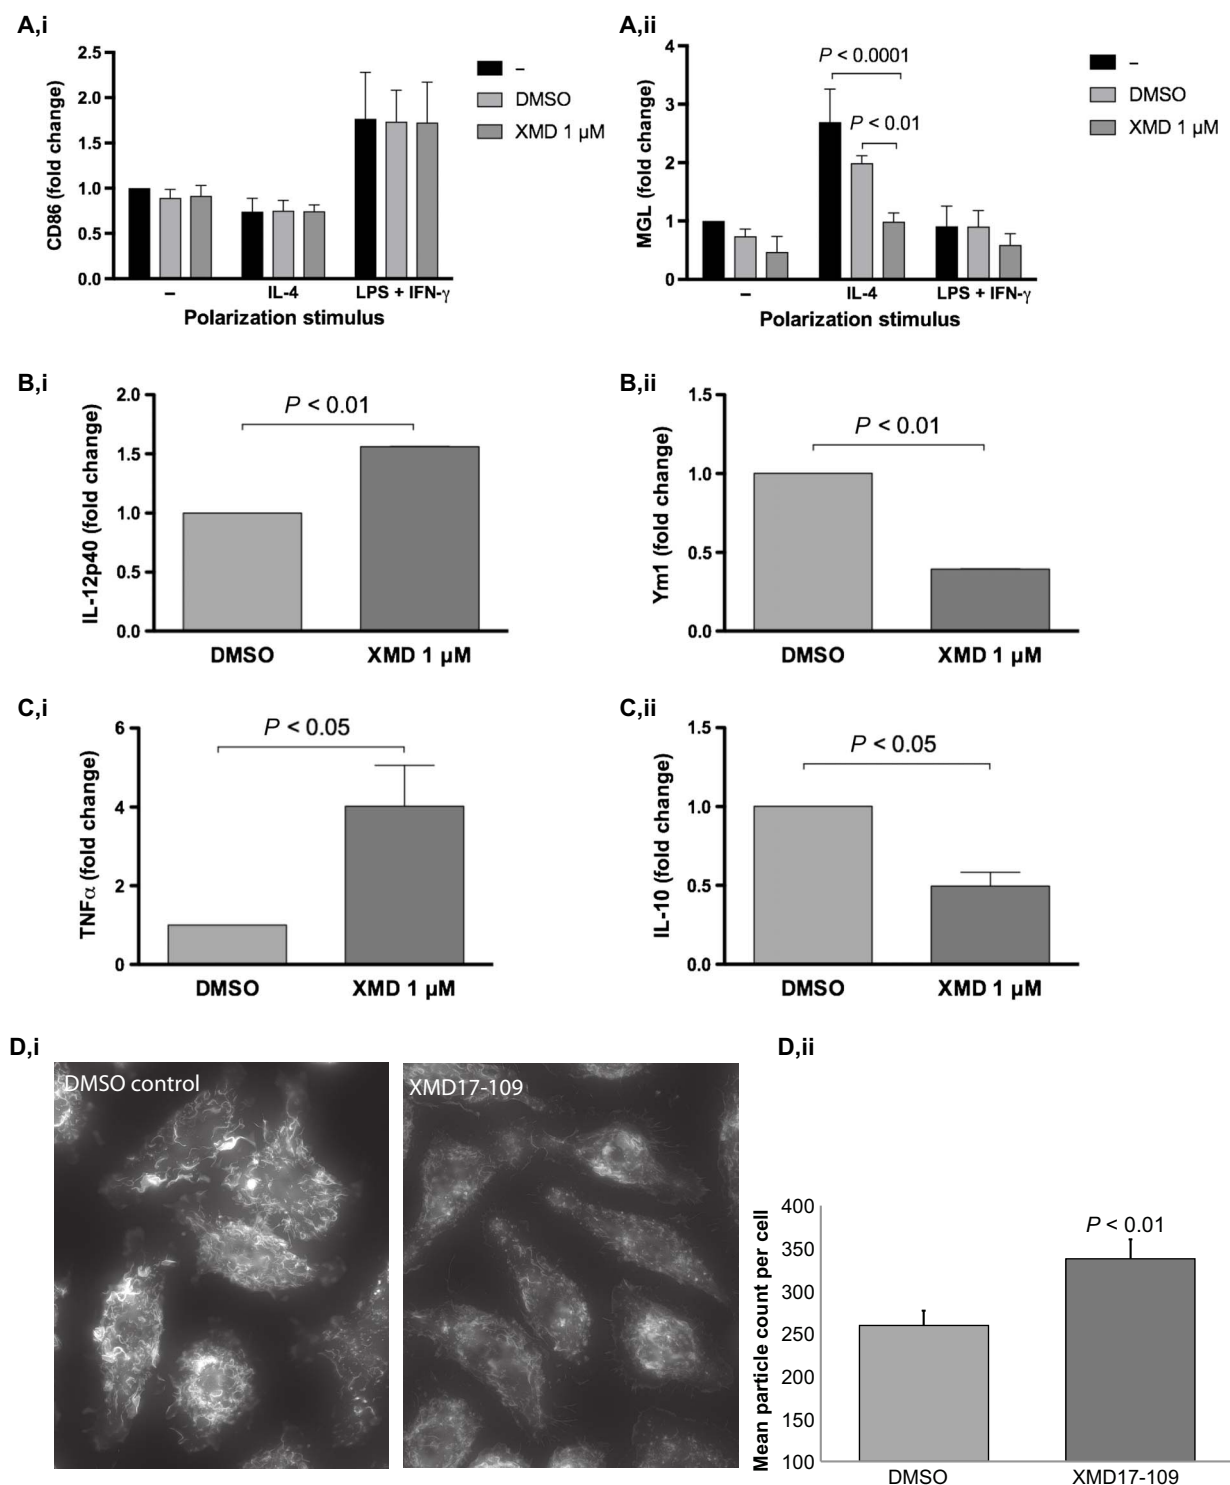 A,i
2.5
2.0
1.5
1.0
0.5
0.0
CD86 (fold change)
–
DMSO
XMD 1 µM
– IL-4 LPS + IFN-γ
Polarization stimulus
A,ii
4
3
2
1
0
MGL (fold change)
P < 0.0001
P < 0.01
–
DMSO
XMD 1 µM
– IL-4 LPS + IFN-γ
Polarization stimulus
B,i
2.0
1.5
1.0
0.5
0.0
IL-12p40 (fold change)
P < 0.01
DMSO XMD 1 µM
B,ii
1.5
1.0
0.5
0.0
Ym1 (fold change)
P < 0.01
DMSO XMD 1 µM
C,i
6
4
2
0
TNFα (fold change)
P < 0.05
DMSO XMD 1 µM
C,ii
1.5
1.0
0.5
0.0
IL-10 (fold change)
P < 0.05
DMSO XMD 1 µM
D,i
DMSO control
XMD17-109
D,ii
400
350
300
250
200
150
100
Mean particle count per cell
P < 0.01
DMSO XMD17-109